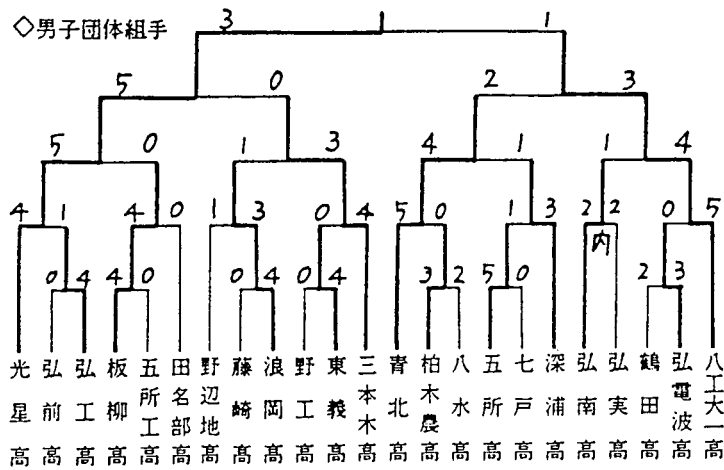 ◇男子団体組手
3 1 1
5 0 2 3
5 0 1 3 4 1 1 4
4 1 4 0 1 3 0 4 5 0 1 3 2 2 0 5
内
0 4 4 0 0 4 0 4 3 2 5 0 2 3
光星高
弘前高
弘工高
板柳高
五所工高
田名部高
野辺地高
藤崎高
浪岡高
野工高
東義高
三本木高
青北高
柏木農高
八水高
五所高
七戸高
深浦高
弘南高
弘実高
鶴田高
弘電波高
八工大一高